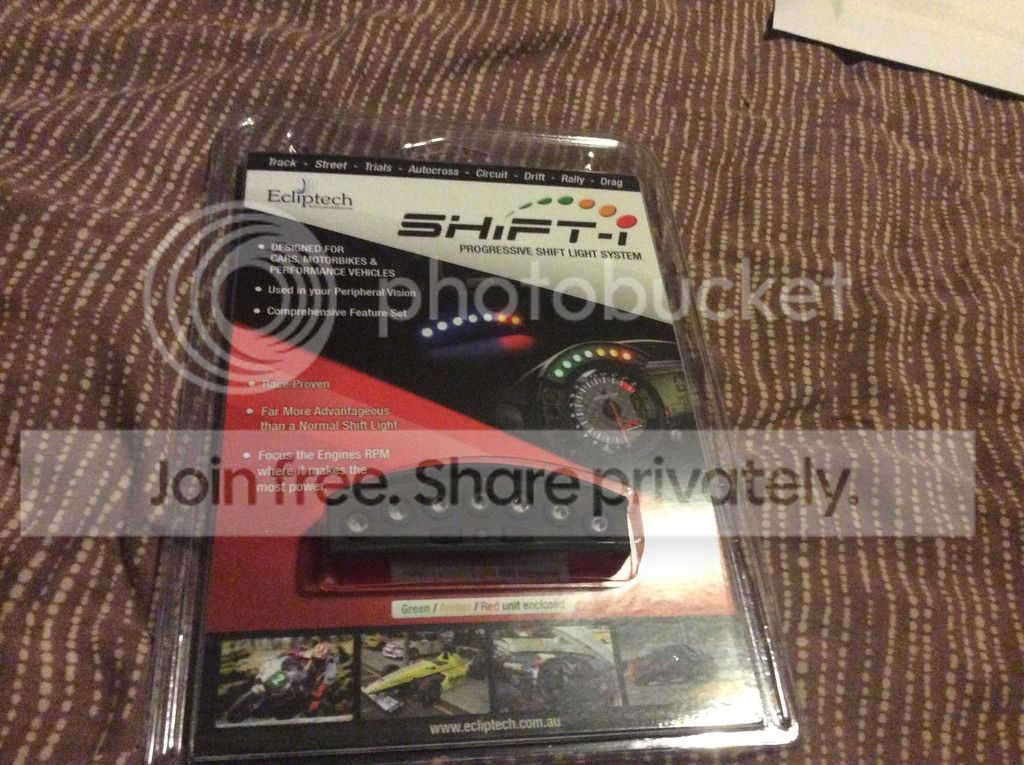 Track - Street - Trials - Autocross - Circuit - Drift - Rally - Drag
Ecliptech
SHiFT-i
PROGRESSIVE SHIFT LIGHT SYSTEM
• DESIGNED FOR
CARS, MOTORBIKES &
PERFORMANCE VEHICLES
• Used in your Peripheral Vision
• Comprehensive Feature Set
photobucket
• Race Proven
• Far More Advantageous
than a Normal Shift Light
• Focus the Engines RPM
where it makes the
most power.
Join free. Share privately.
Green / Amber / Red unit enclosed
www.ecliptech.com.au